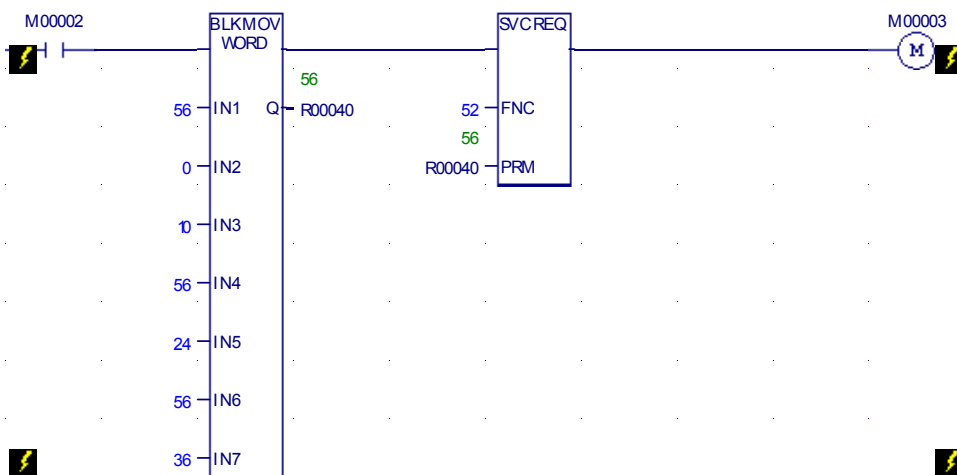 M00002 BLKMOV SVCREQ M00003
WORD
M
56
56 IN1 Q R00040 52 FNC
56
0 IN2 R00040 PRM
10 IN3
56 IN4
24 IN5
56 IN6
36 IN7